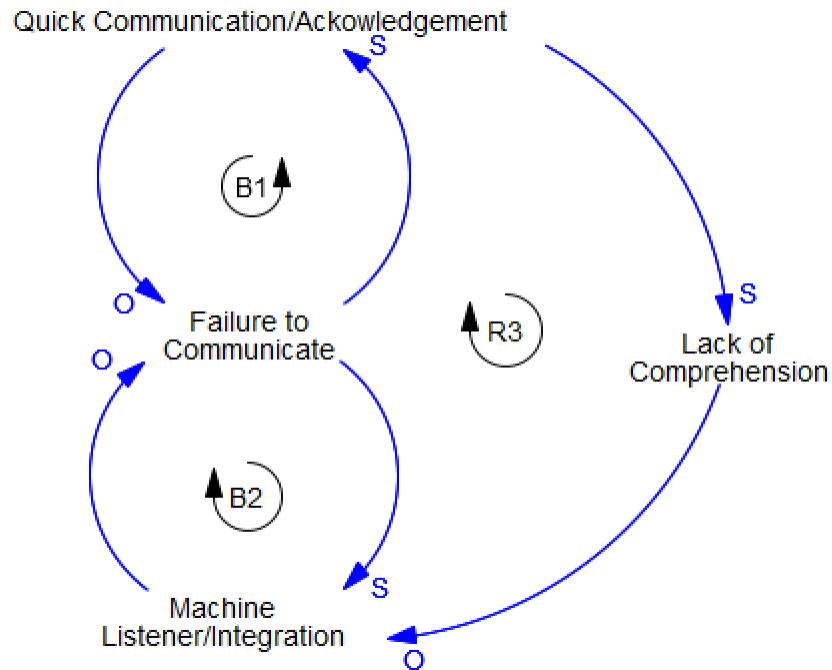 Quick Communication/Ackowledgement
S
B1
O
S
Failure to
Communicate
R3
Lack of
Comprehension
O
B2
S
Machine
Listener/Integration
O